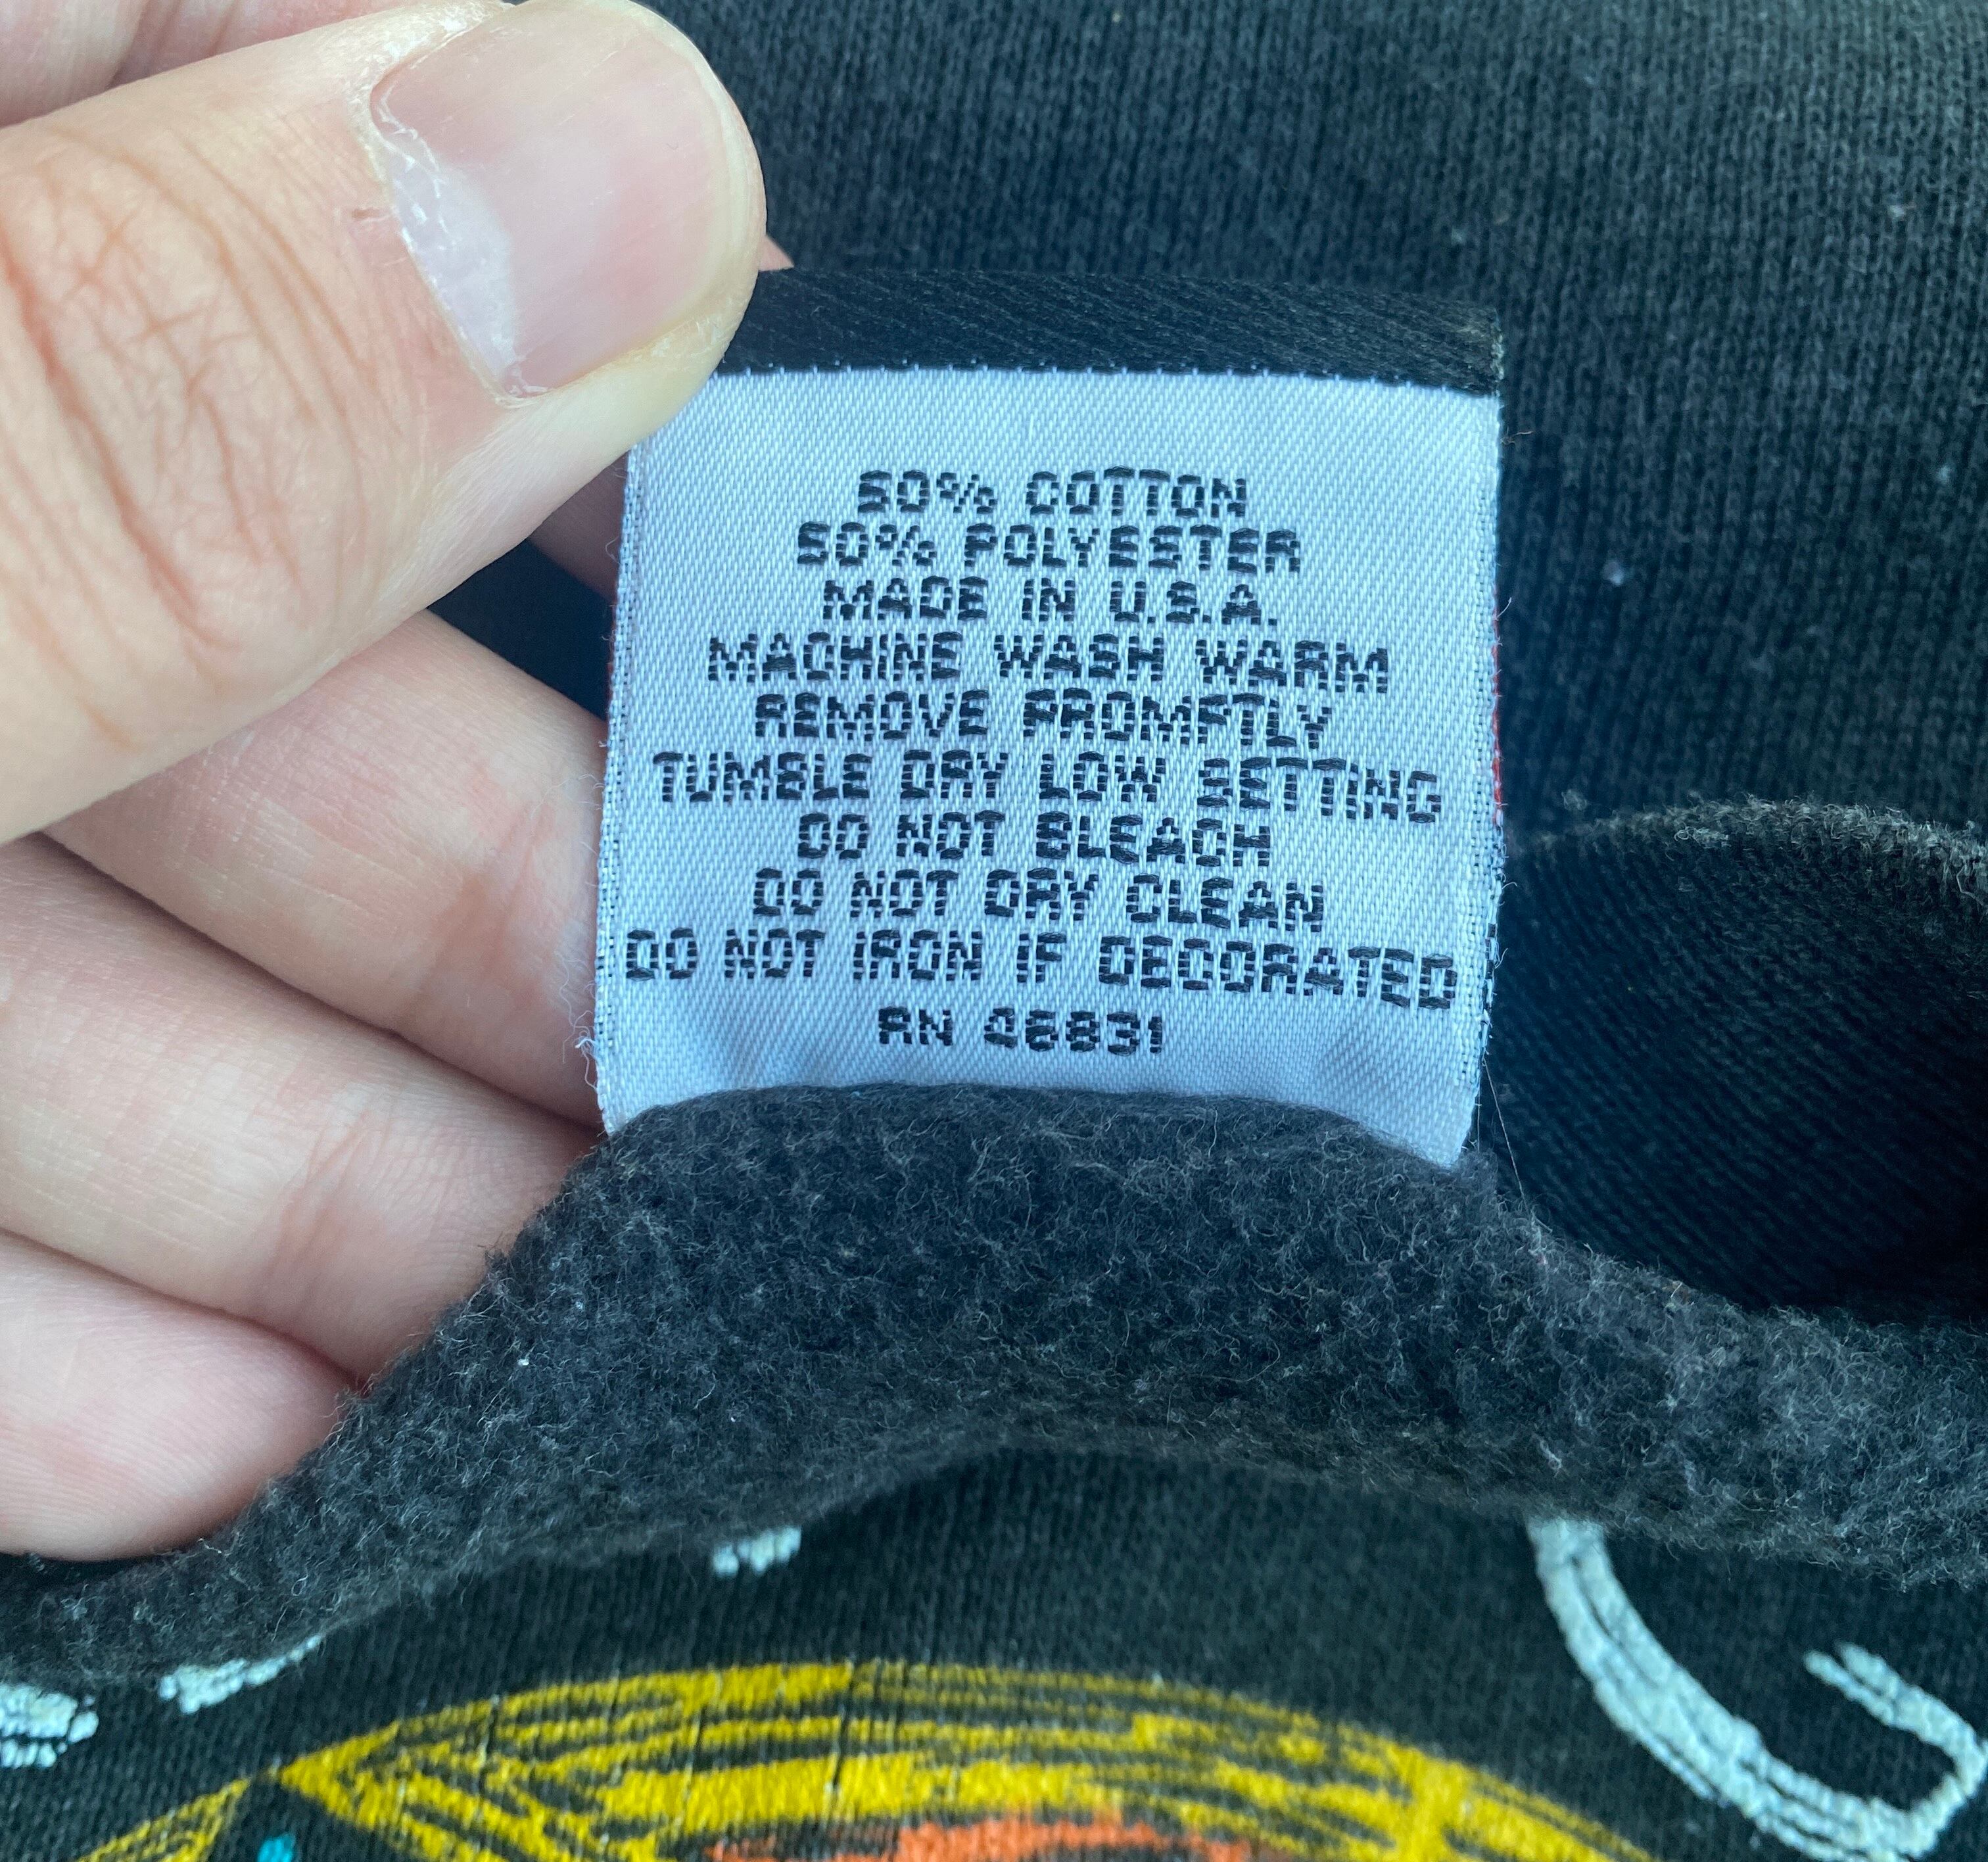 50% COTTON
50% POLYESTER
MADE IN U.S.A.
MACHINE WASH WARM
REMOVE PROMPTLY
TUMBLE DRY LOW SETTING
DO NOT BLEACH
DO NOT DRY CLEAN
DO NOT IRON IF DECORATED
RN 46831